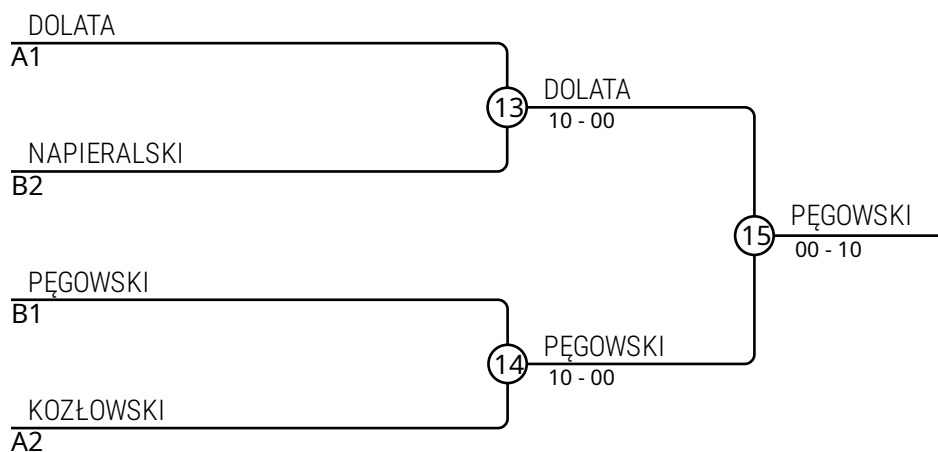 DOLATA
A1
13
DOLATA
10 - 00
NAPIERALSKI
B2
15
PĘGOWSKI
00 - 10
PĘGOWSKI
B1
14
PĘGOWSKI
10 - 00
KOZŁOWSKI
A2